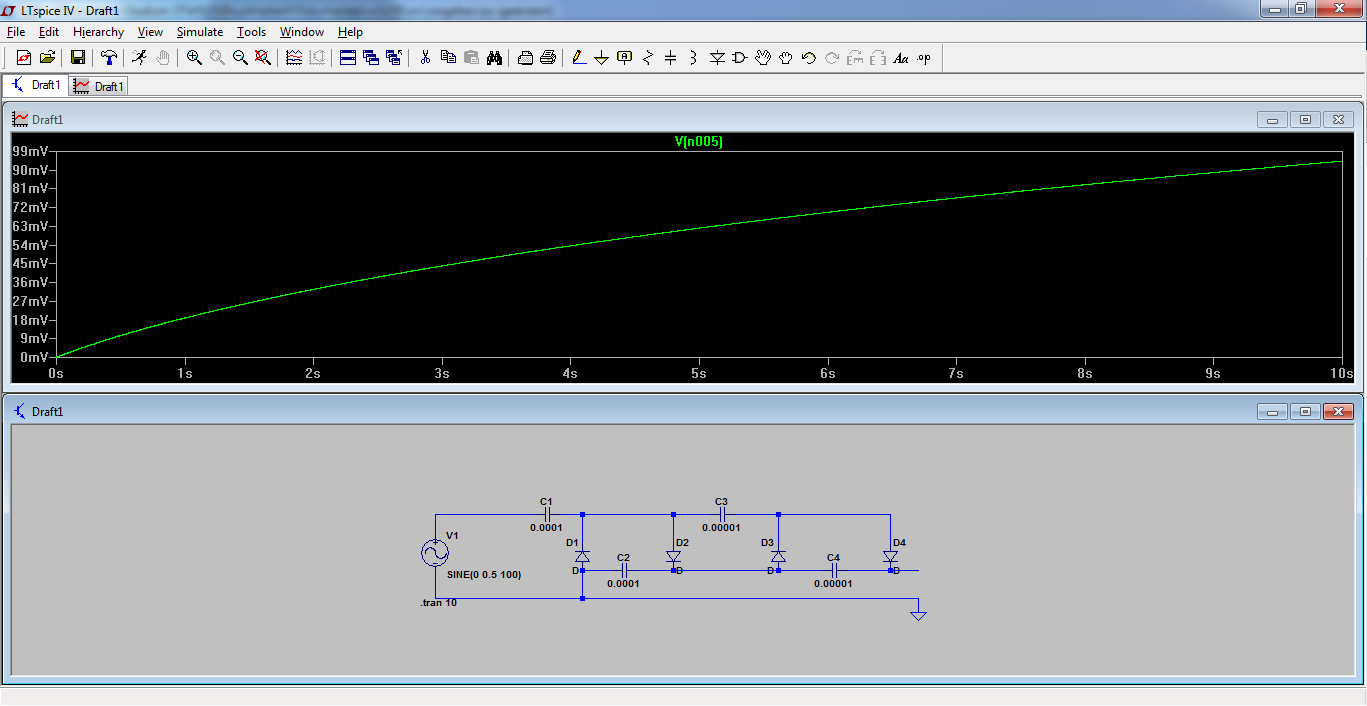 LTspice IV - Draft1
File Edit Hierarchy View Simulate Tools Window Help
A Aa .op
Draft1 Draft1
Draft1
V(n005)
99mV
90mV
81mV
72mV
63mV
54mV
45mV
36mV
27mV
18mV
9mV
0mV
0s 1s 2s 3s 4s 5s 6s 7s 8s 9s 10s
Draft1
C1 C3
0.0001 0.00001
V1 D1 D2 D3 D4
C2 C4
D D D D
SINE(0 0.5 100) 0.0001 0.00001
.tran 10